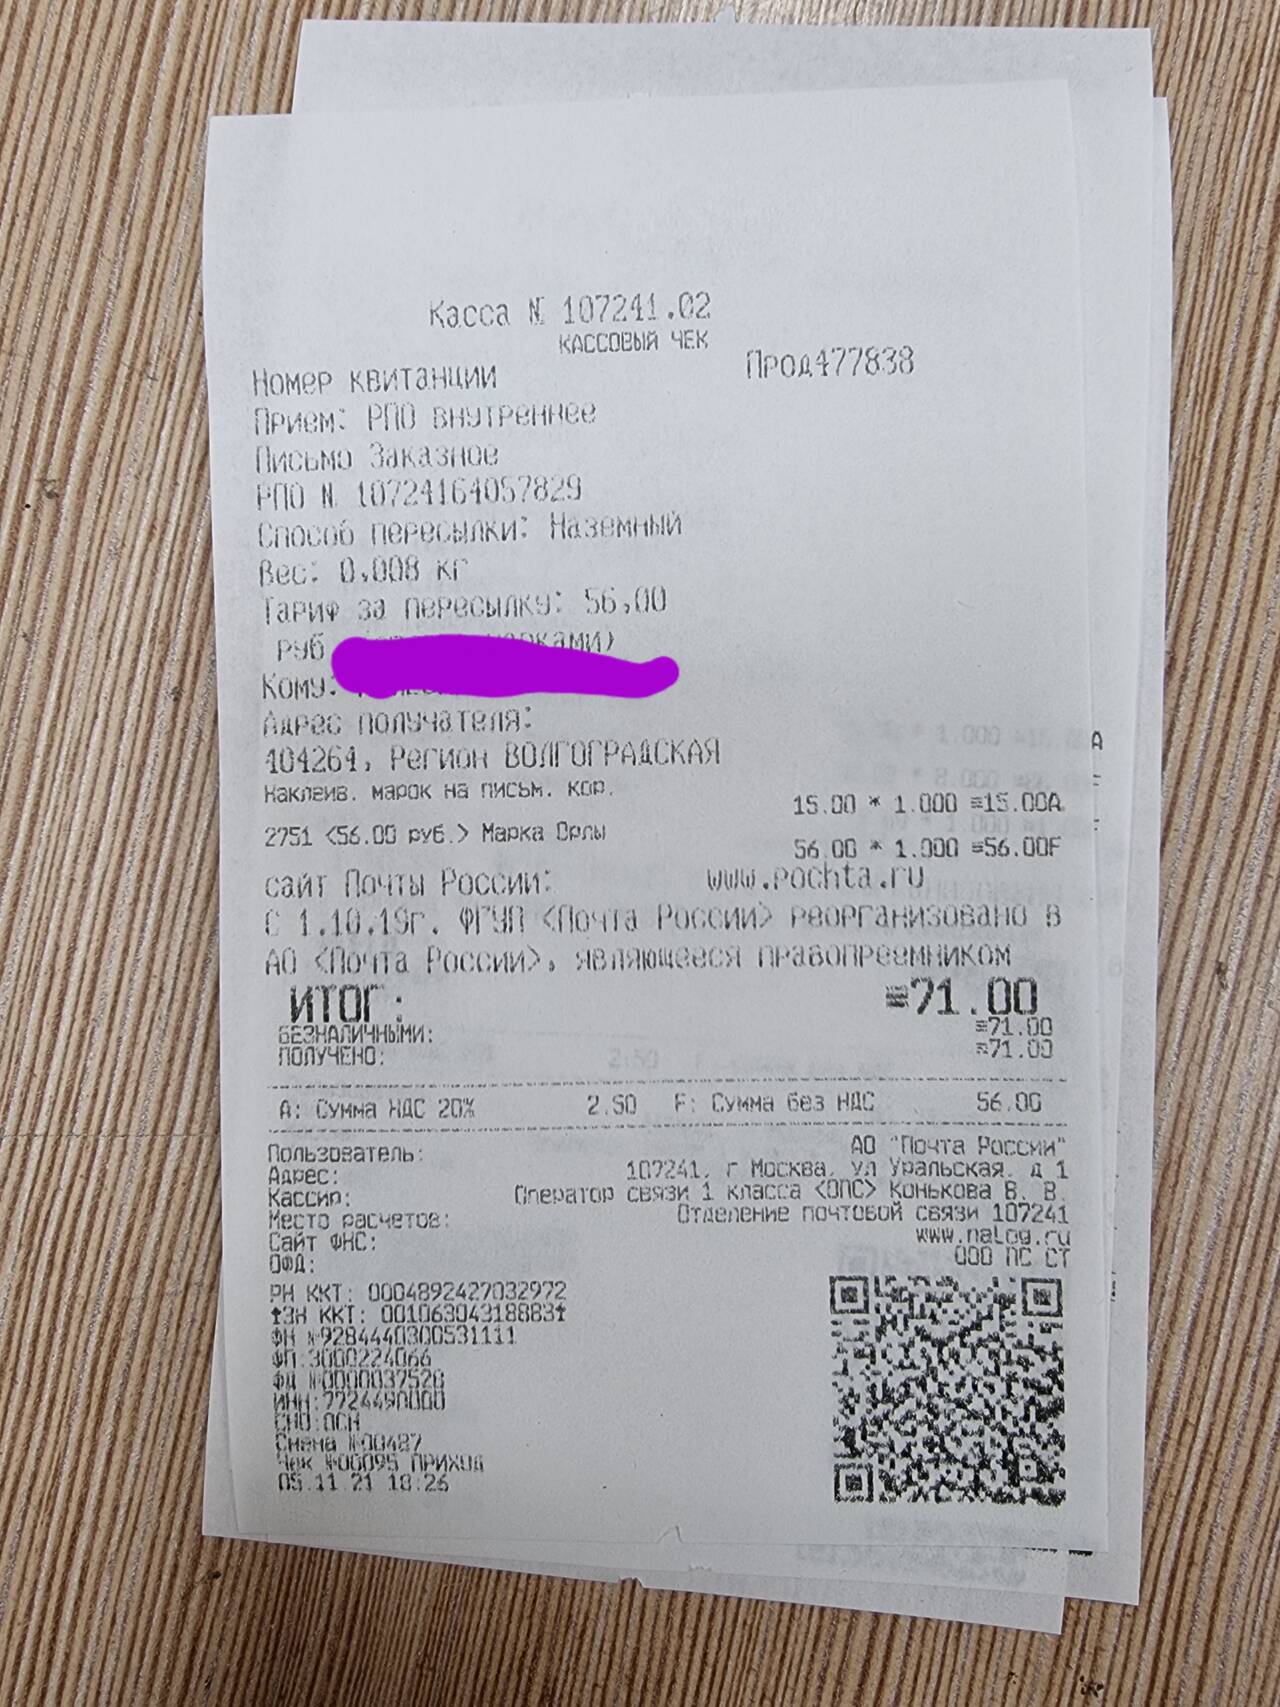 Касса № 107241.02
КАССОВЫЙ ЧЕК
Номер квитанции Прод477838
Прием: РПО внутреннее
Письмо Заказное
РПО № 10724164057829
Способ пересылки: Наземный
Вес: 0,008 кг
Тариф за пересылку: 56,00
руб
Кому:
Адрес получателя:
404264, Регион ВОЛГОГРАДСКАЯ
Наклеив. марок на письм. кор.
15.00 * 1.000 ≡15.00А
2751 <56.00 руб.> Марка Орлы
56.00 * 1.000 ≡56.00F
сайт Почты России: www.pochta.ru
С 1.10.19г. ФГУП <Почта России> реорганизовано в
АО <Почта России>, являющееся правопреемником
ИТОГ: ≡71.00
БЕЗНАЛИЧНЫМИ: ≡71.00
ПОЛУЧЕНО: ≡71.00
А: Сумма НДС 20% 2.50 F: Сумма без НДС 56.00
Пользователь: АО "Почта России"
Адрес: 107241, г Москва, ул Уральская, д 1
Кассир: Оператор связи 1 класса <ОПС> Конькова В. В.
Место расчетов: Отделение почтовой связи 107241
Сайт ФНС: www.nalog.ru
ОФД: ООО ПС СТ
РН ККТ: 0004892427032972
ЗН ККТ: 00106304318883
ФН №9284440300531111
ФП:3000224066
ФД №0000037528
ИНН:7724490000
СНО:ОСН
Смена №00487
Чек №00095 ПРИХОД
05.11.21 18:26